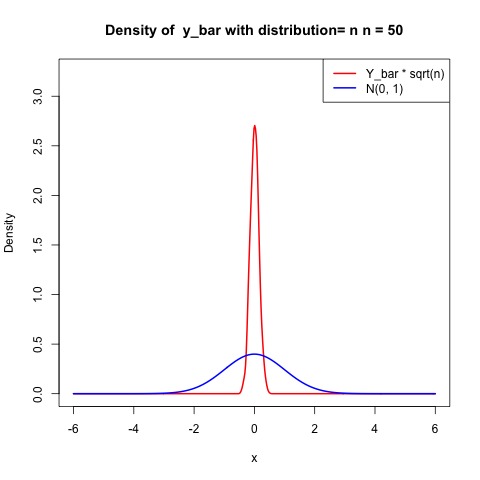 Density of  y_bar with distribution= n n = 50
Y_bar * sqrt(n)
N(0, 1)
Density
3.0
2.5
2.0
1.5
1.0
0.5
0.0
-6 -4 -2 0 2 4 6
x